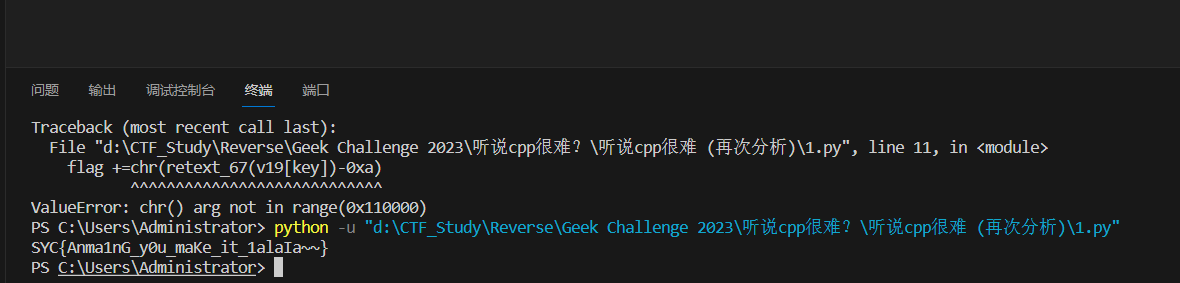 问题 输出 调试控制台 终端 端口
Traceback (most recent call last):
  File "d:\CTF_Study\Reverse\Geek Challenge 2023\听说cpp很难？\听说cpp很难 (再次分析)\1.py", line 11, in <module>
    flag +=chr(retext_67(v19[key])-0xa)
           ^^^^^^^^^^^^^^^^^^^^^^^^^^^^
ValueError: chr() arg not in range(0x110000)
PS C:\Users\Administrator> python -u "d:\CTF_Study\Reverse\Geek Challenge 2023\听说cpp很难？\听说cpp很难 (再次分析)\1.py"
SYC{Anma1nG_y0u_maKe_it_1alaIa~~}
PS C:\Users\Administrator>